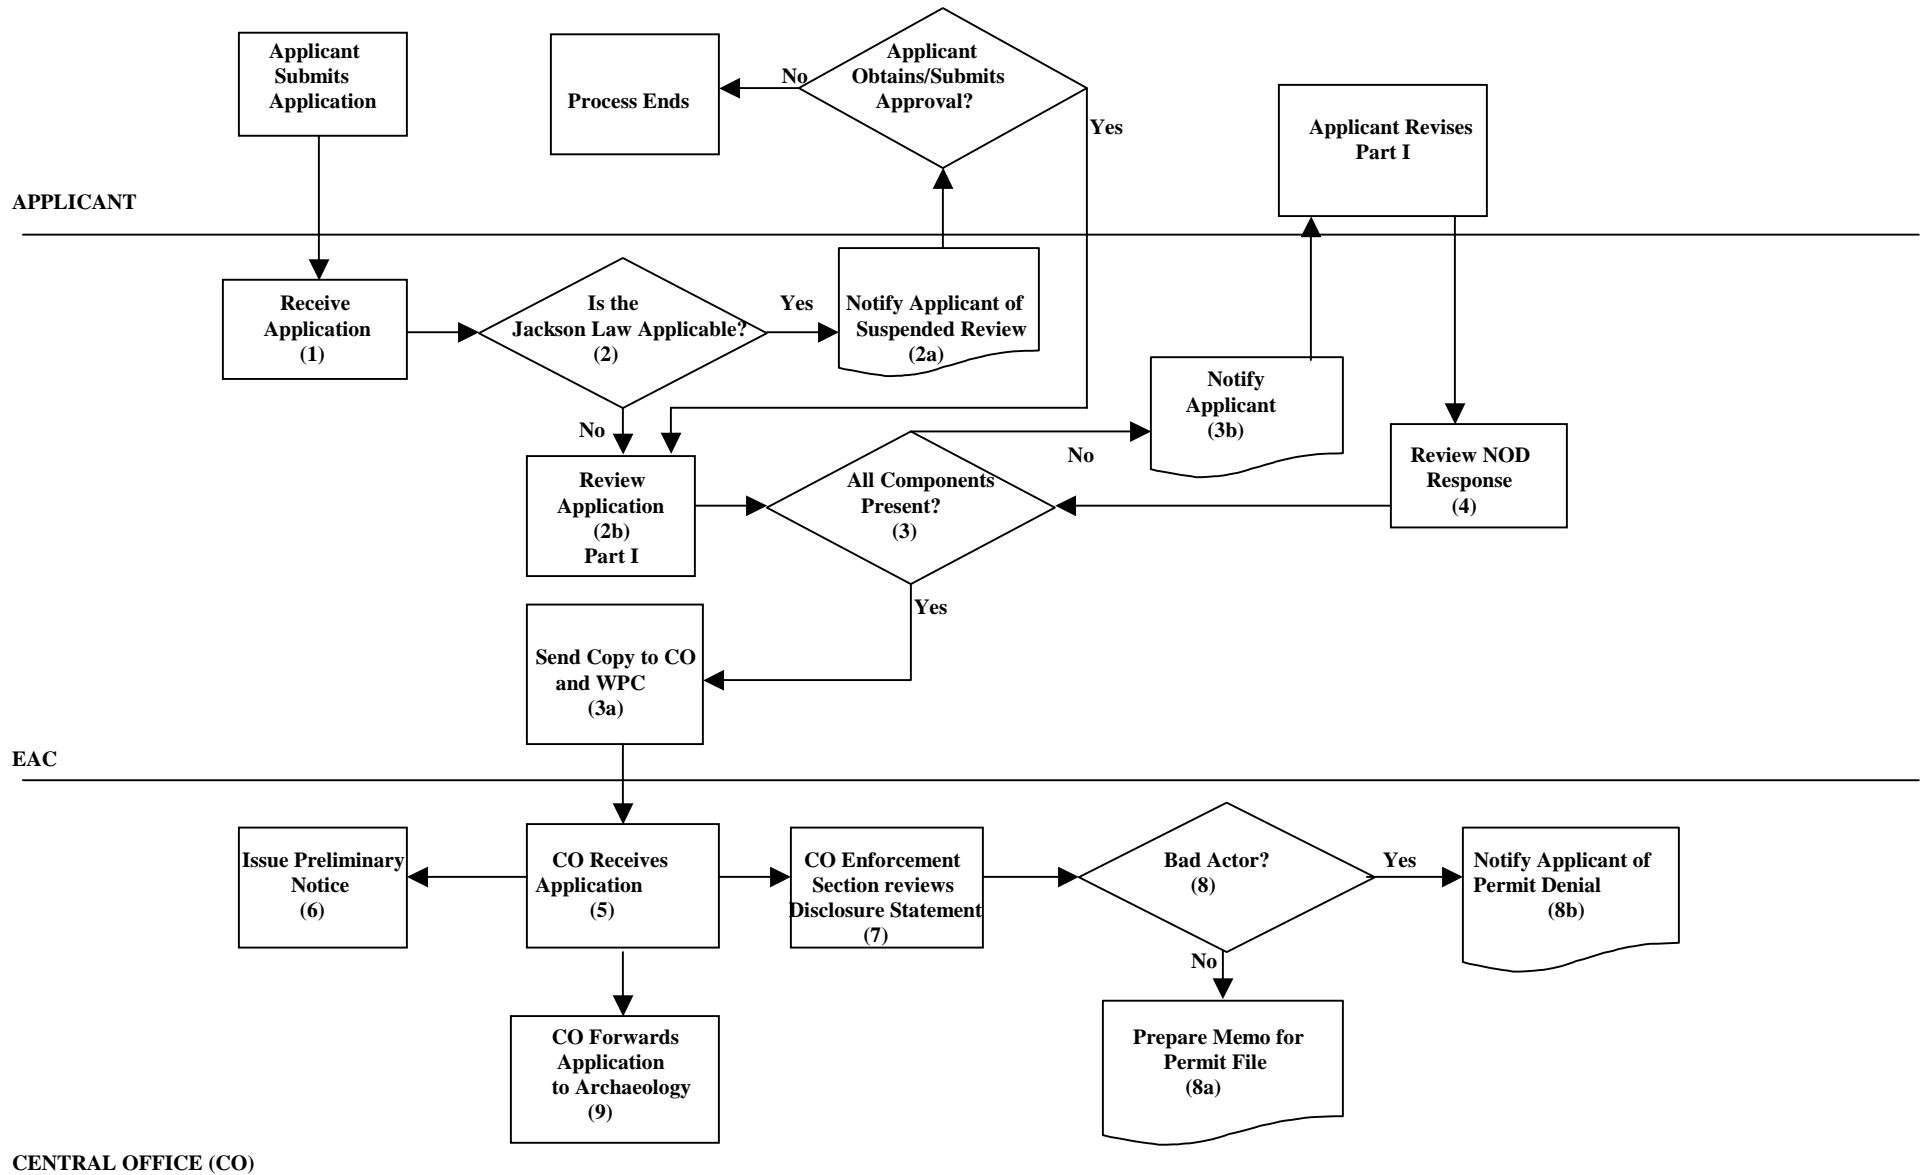 Applicant
Submits
Application
Process Ends
No
Applicant
Obtains/Submits
Approval?
Yes
Applicant Revises
Part I
APPLICANT
Receive
Application
(1)
Is the
Jackson Law Applicable?
(2)
Yes
No
Notify Applicant of
Suspended Review
(2a)
Notify
Applicant
(3b)
Review
Application
(2b)
Part I
All Components
Present?
(3)
No
Yes
Review NOD
Response
(4)
Send Copy to CO
and WPC
(3a)
EAC
Issue Preliminary
Notice
(6)
CO Receives
Application
(5)
CO Enforcement
Section reviews
Disclosure Statement
(7)
Bad Actor?
(8)
Yes
No
Notify Applicant of
Permit Denial
(8b)
CO Forwards
Application
to Archaeology
(9)
Prepare Memo for
Permit File
(8a)
CENTRAL OFFICE (CO)